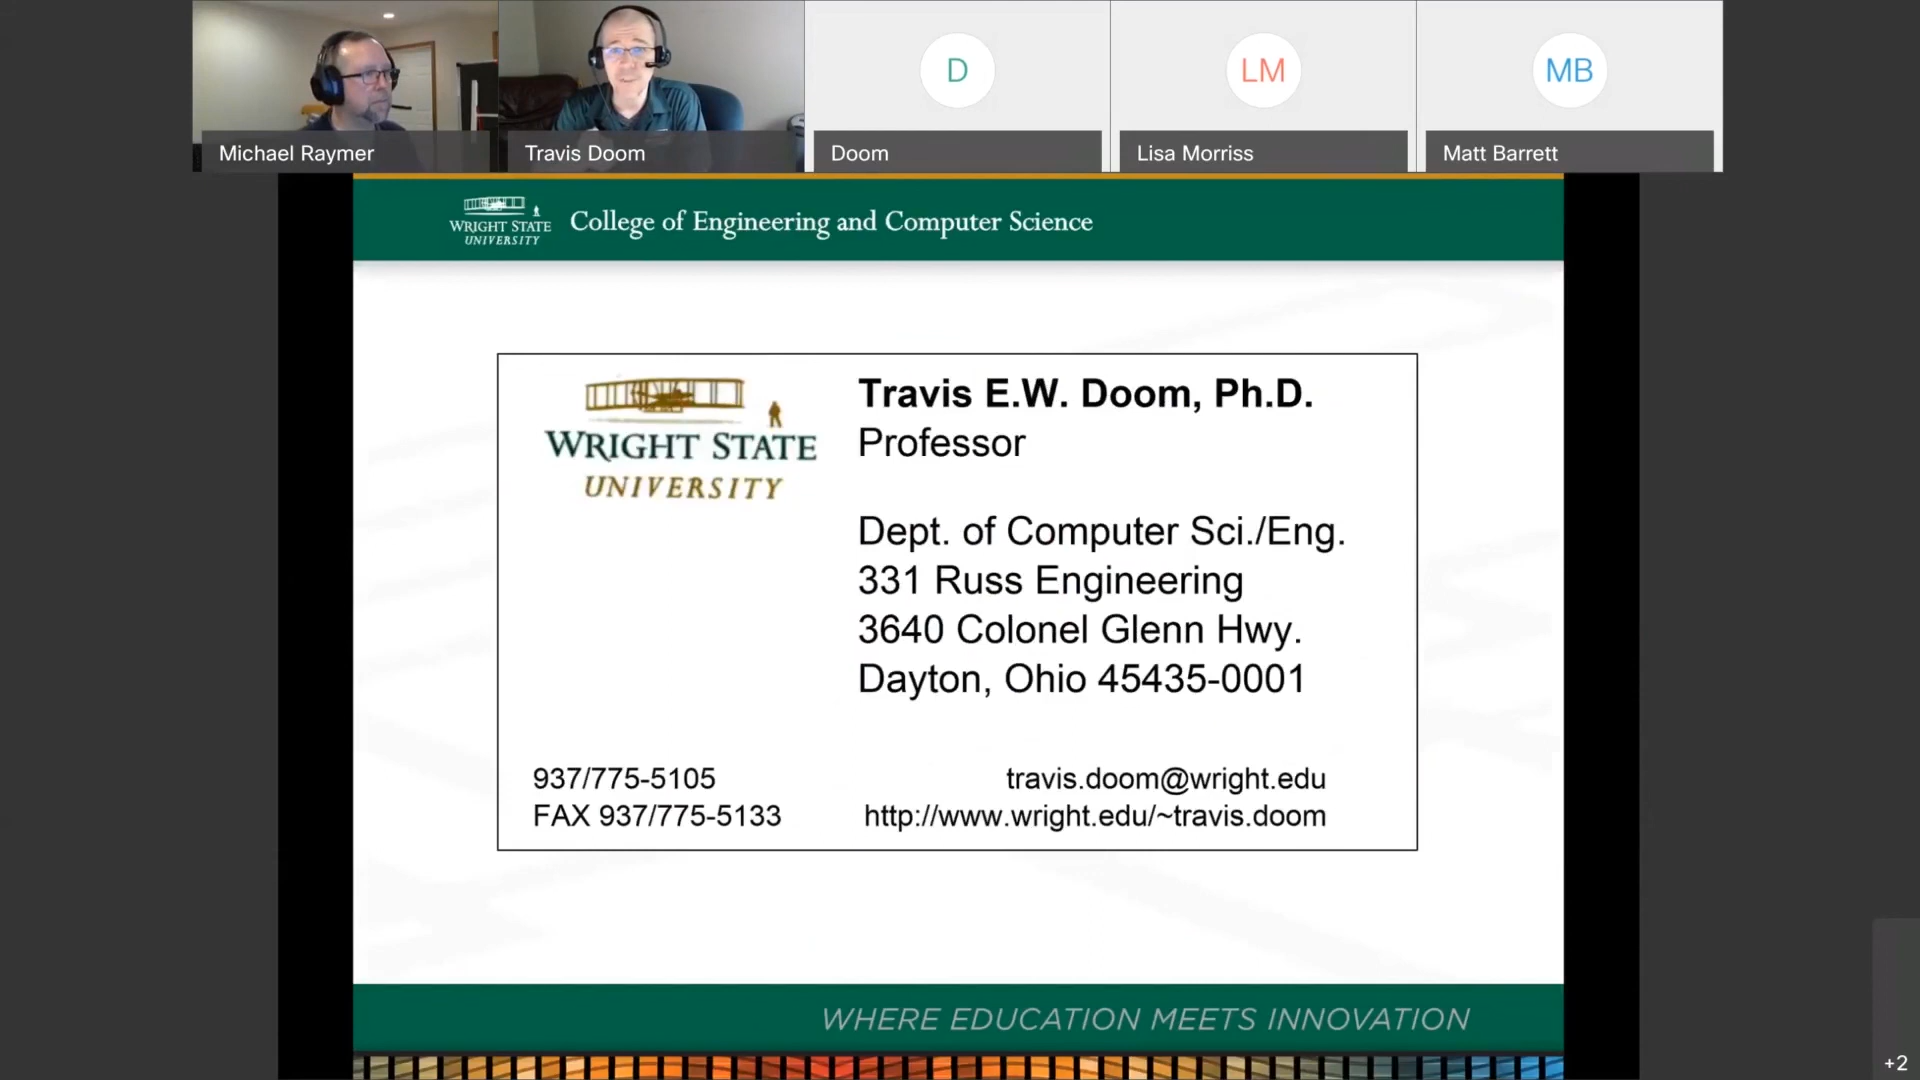 D
LM
MB
Michael Raymer
Travis Doom
Doom
Lisa Morriss
Matt Barrett
WRIGHT STATE
UNIVERSITY
College of Engineering and Computer Science
WRIGHT STATE
UNIVERSITY
Travis E.W. Doom, Ph.D.
Professor
Dept. of Computer Sci./Eng.
331 Russ Engineering
3640 Colonel Glenn Hwy.
Dayton, Ohio 45435-0001
937/775-5105
FAX 937/775-5133
travis.doom@wright.edu
http://www.wright.edu/~travis.doom
WHERE EDUCATION MEETS INNOVATION
+2